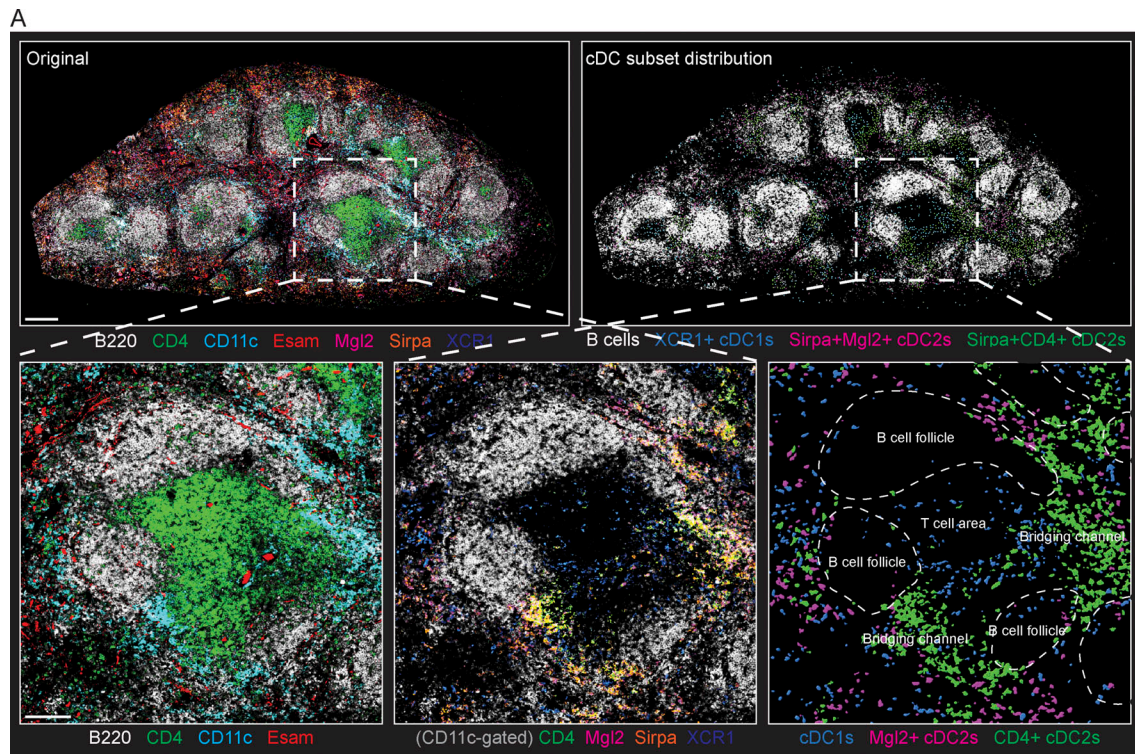 A
Original
cDC subset distribution
B220 CD4 CD11c Esam Mgl2 Sirpa XCR1
B cells XCR1+ cDC1s Sirpa+Mgl2+ cDC2s Sirpa+CD4+ cDC2s
B cell follicle
T cell area
Bridging channel
B cell follicle
B cell follicle
Bridging channel
B220 CD4 CD11c Esam
(CD11c-gated) CD4 Mgl2 Sirpa XCR1
cDC1s Mgl2+ cDC2s CD4+ cDC2s